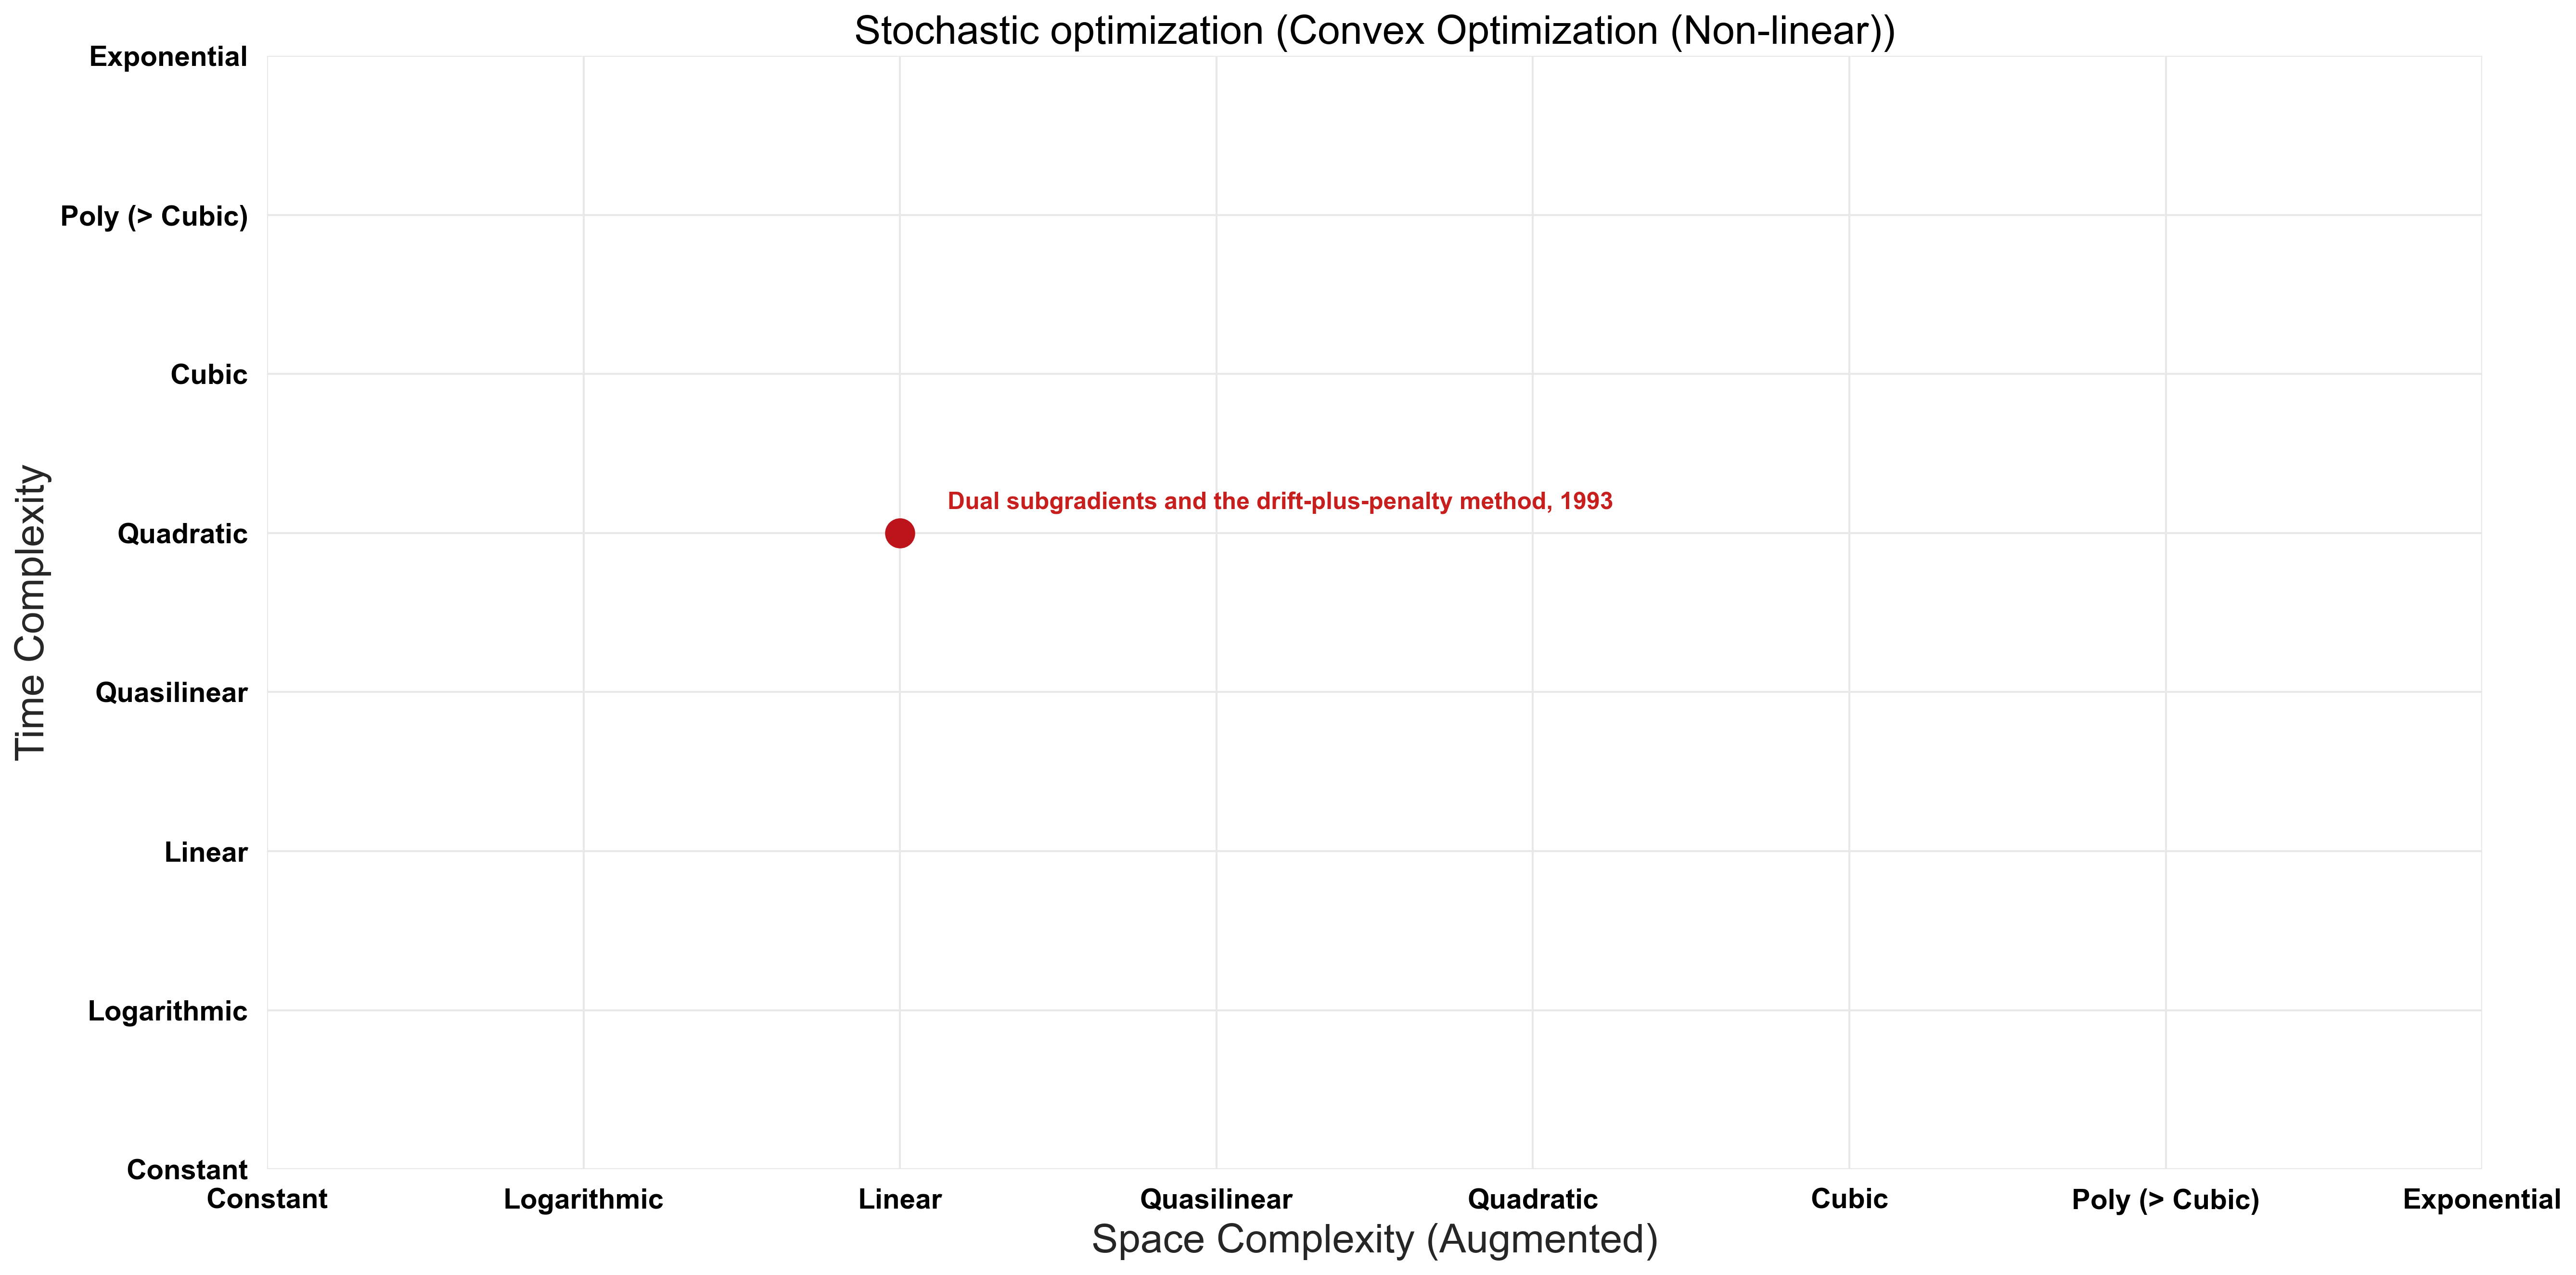 Stochastic optimization (Convex Optimization (Non-linear))
Exponential
Poly (> Cubic)
Cubic
Quadratic
Quasilinear
Linear
Logarithmic
Constant
Time Complexity
Dual subgradients and the drift-plus-penalty method, 1993
Constant Logarithmic Linear Quasilinear Quadratic Cubic Poly (> Cubic) Exponential
Space Complexity (Augmented)